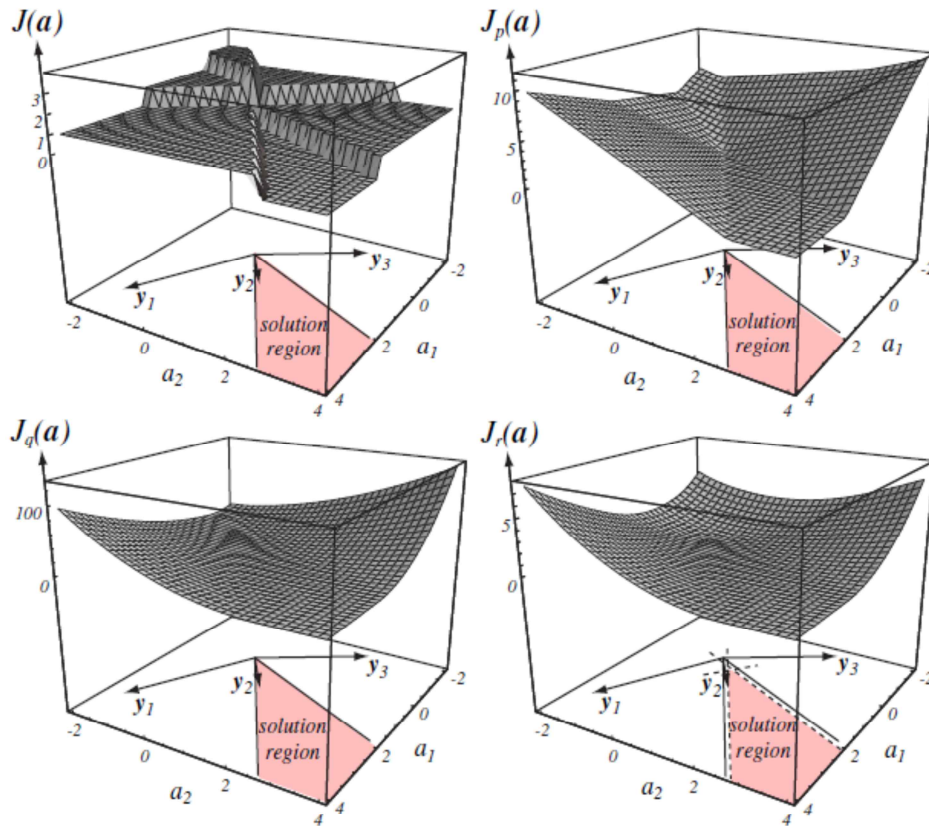 J(a)
3
2
1
0
y1
y2
y3
solution
region
-2
0
2
4
a2
4
2
0
-2
a1
Jp(a)
10
5
0
y1
y2
y3
solution
region
-2
0
2
4
a2
4
2
0
-2
a1
Jq(a)
100
0
y1
y2
y3
solution
region
-2
0
2
4
a2
4
2
0
-2
a1
Jr(a)
5
0
y1
y2
y3
solution
region
-2
0
2
4
a2
4
2
0
-2
a1